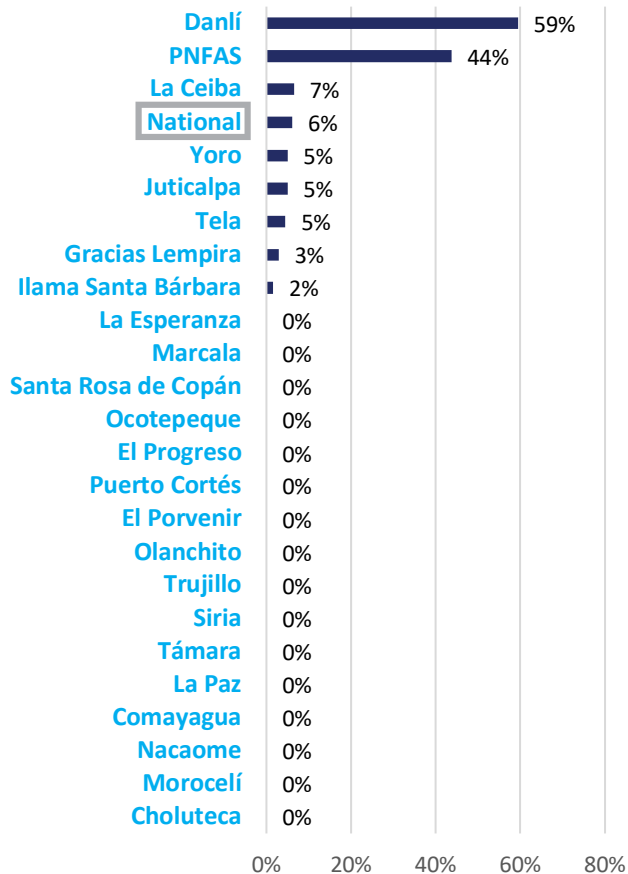 Danlí 59%
PNFAS 44%
La Ceiba 7%
National 6%
Yoro 5%
Juticalpa 5%
Tela 5%
Gracias Lempira 3%
Ilama Santa Bárbara 2%
La Esperanza 0%
Marcala 0%
Santa Rosa de Copán 0%
Ocotepeque 0%
El Progreso 0%
Puerto Cortés 0%
El Porvenir 0%
Olanchito 0%
Trujillo 0%
Siria 0%
Támara 0%
La Paz 0%
Comayagua 0%
Nacaome 0%
Morocelí 0%
Choluteca 0%
0% 20% 40% 60% 80%